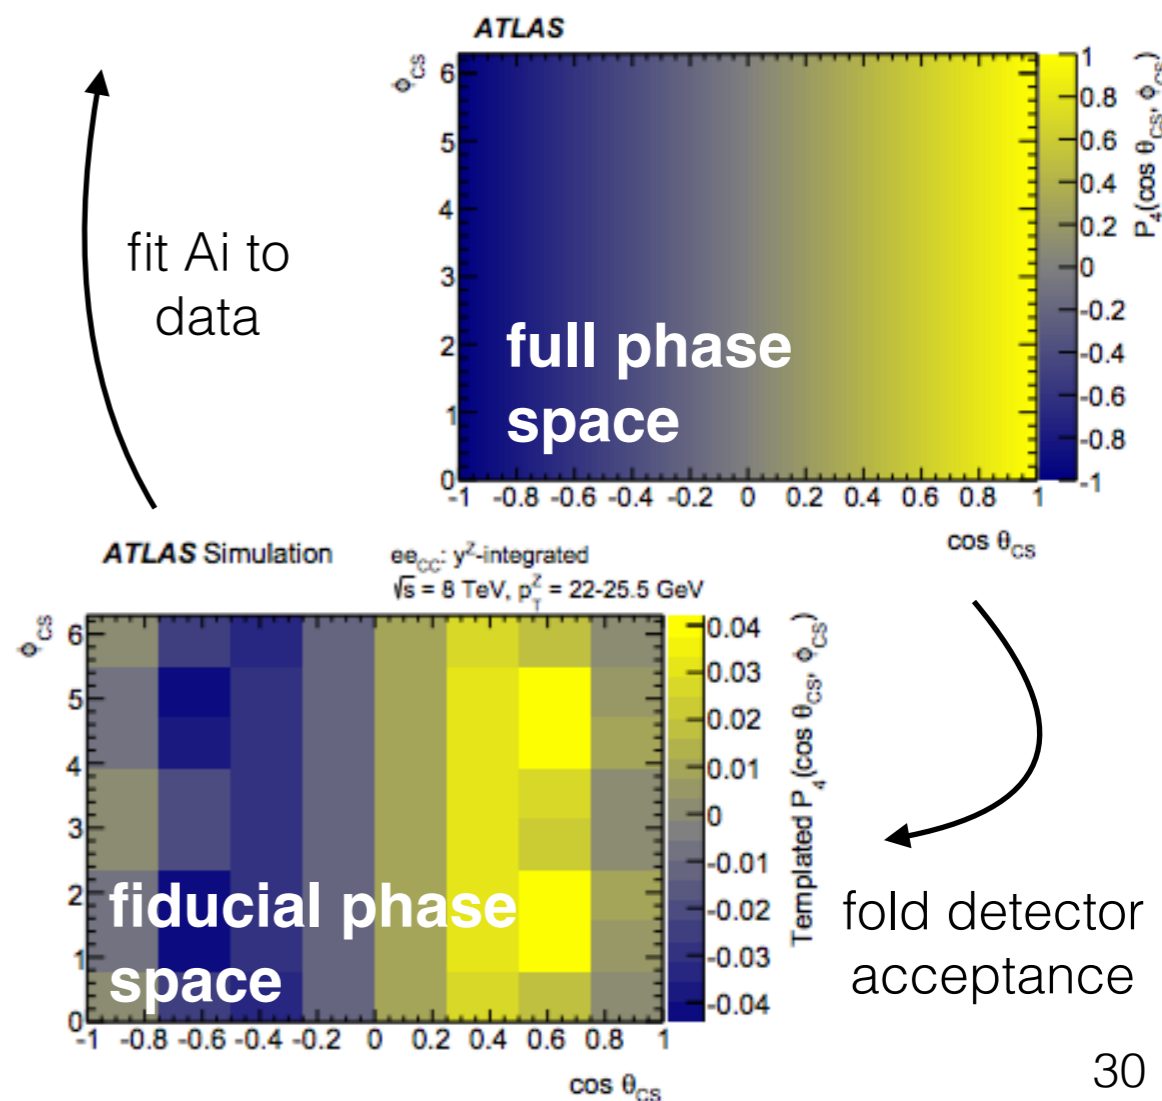 ATLAS
ϕCS
6
5
4
3
2
1
0
-1 -0.8 -0.6 -0.4 -0.2 0 0.2 0.4 0.6 0.8 1
cos θCS
1
0.8
0.6
0.4
0.2
0
-0.2
-0.4
-0.6
-0.8
-1
P4(cos θCS, ϕCS)
full phase
space
fit Ai to
data
ATLAS Simulation
eeCC: yZ-integrated
√s = 8 TeV, pTZ = 22-25.5 GeV
ϕCS
6
5
4
3
2
1
0
-1 -0.8 -0.6 -0.4 -0.2 0 0.2 0.4 0.6 0.8 1
cos θCS
0.04
0.03
0.02
0.01
0
-0.01
-0.02
-0.03
-0.04
Templated P4(cos θCS, ϕCS)
fiducial phase
space
fold detector
acceptance
30